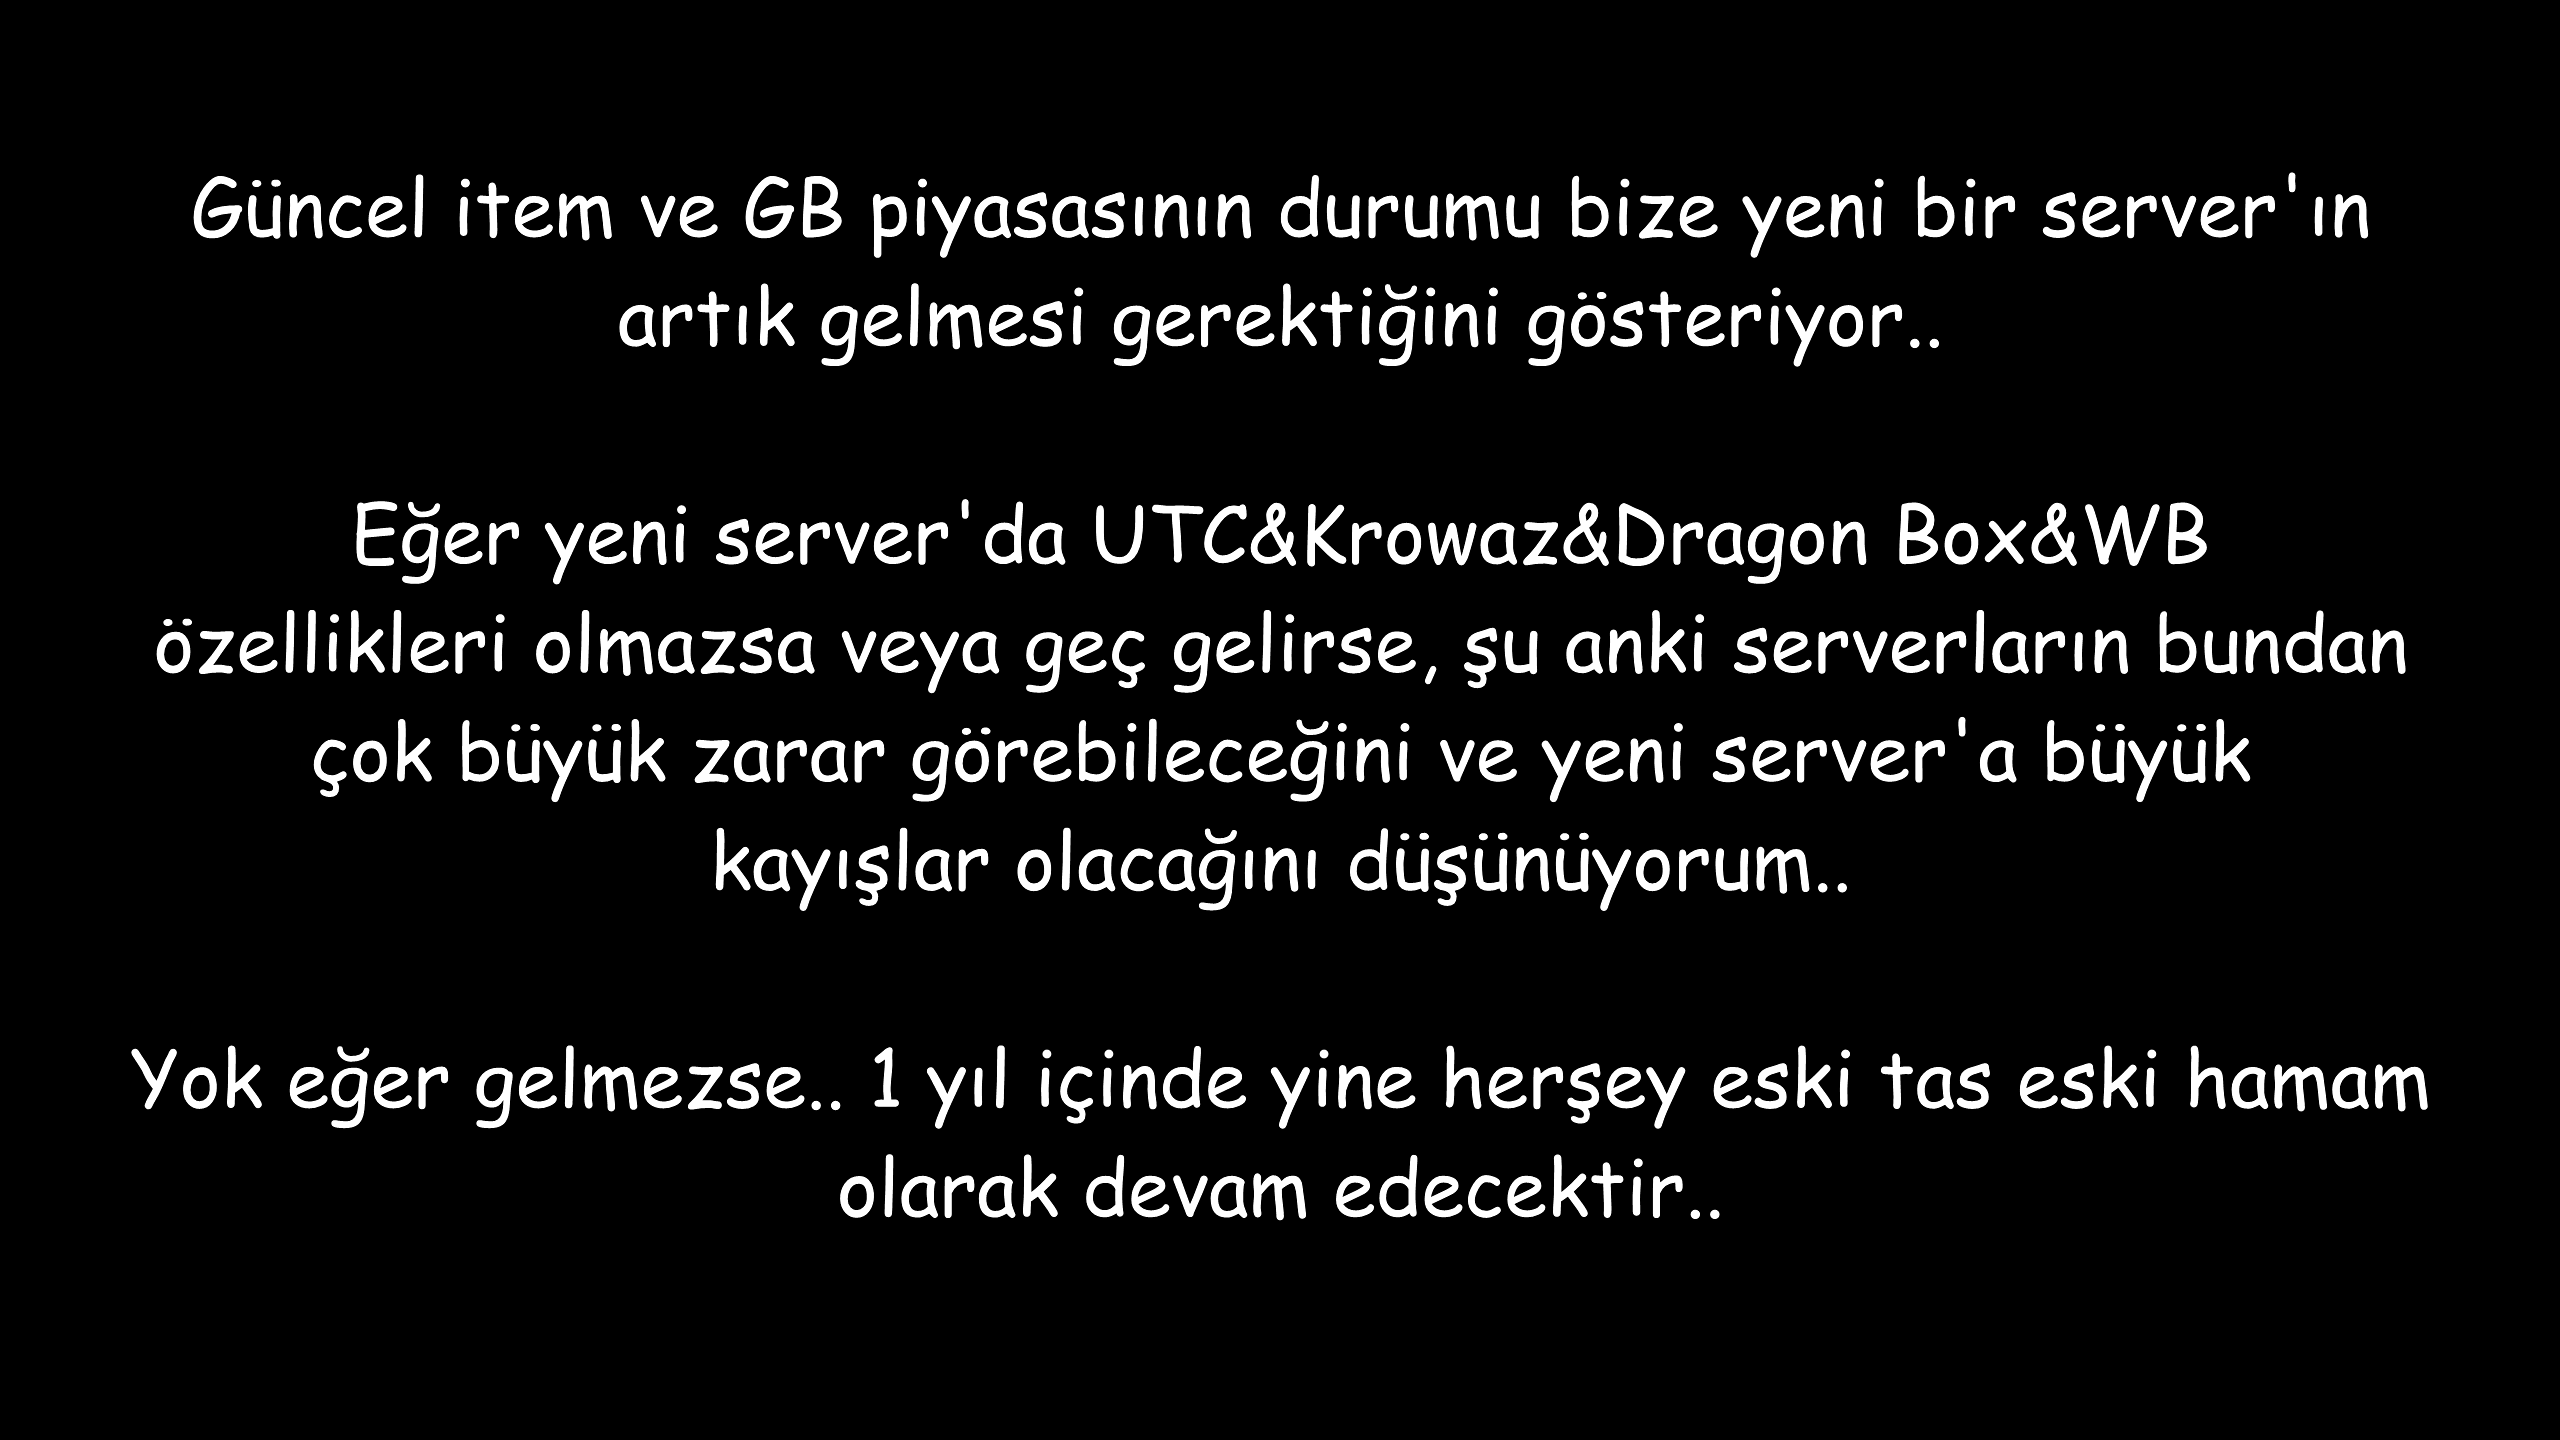 Güncel item ve GB piyasasının durumu bize yeni bir server'ın
artık gelmesi gerektiğini gösteriyor..
Eğer yeni server'da UTC&Krowaz&Dragon Box&WB
özellikleri olmazsa veya geç gelirse, şu anki serverların bundan
çok büyük zarar görebileceğini ve yeni server'a büyük
kayışlar olacağını düşünüyorum..
Yok eğer gelmezse.. 1 yıl içinde yine herşey eski tas eski hamam
olarak devam edecektir..